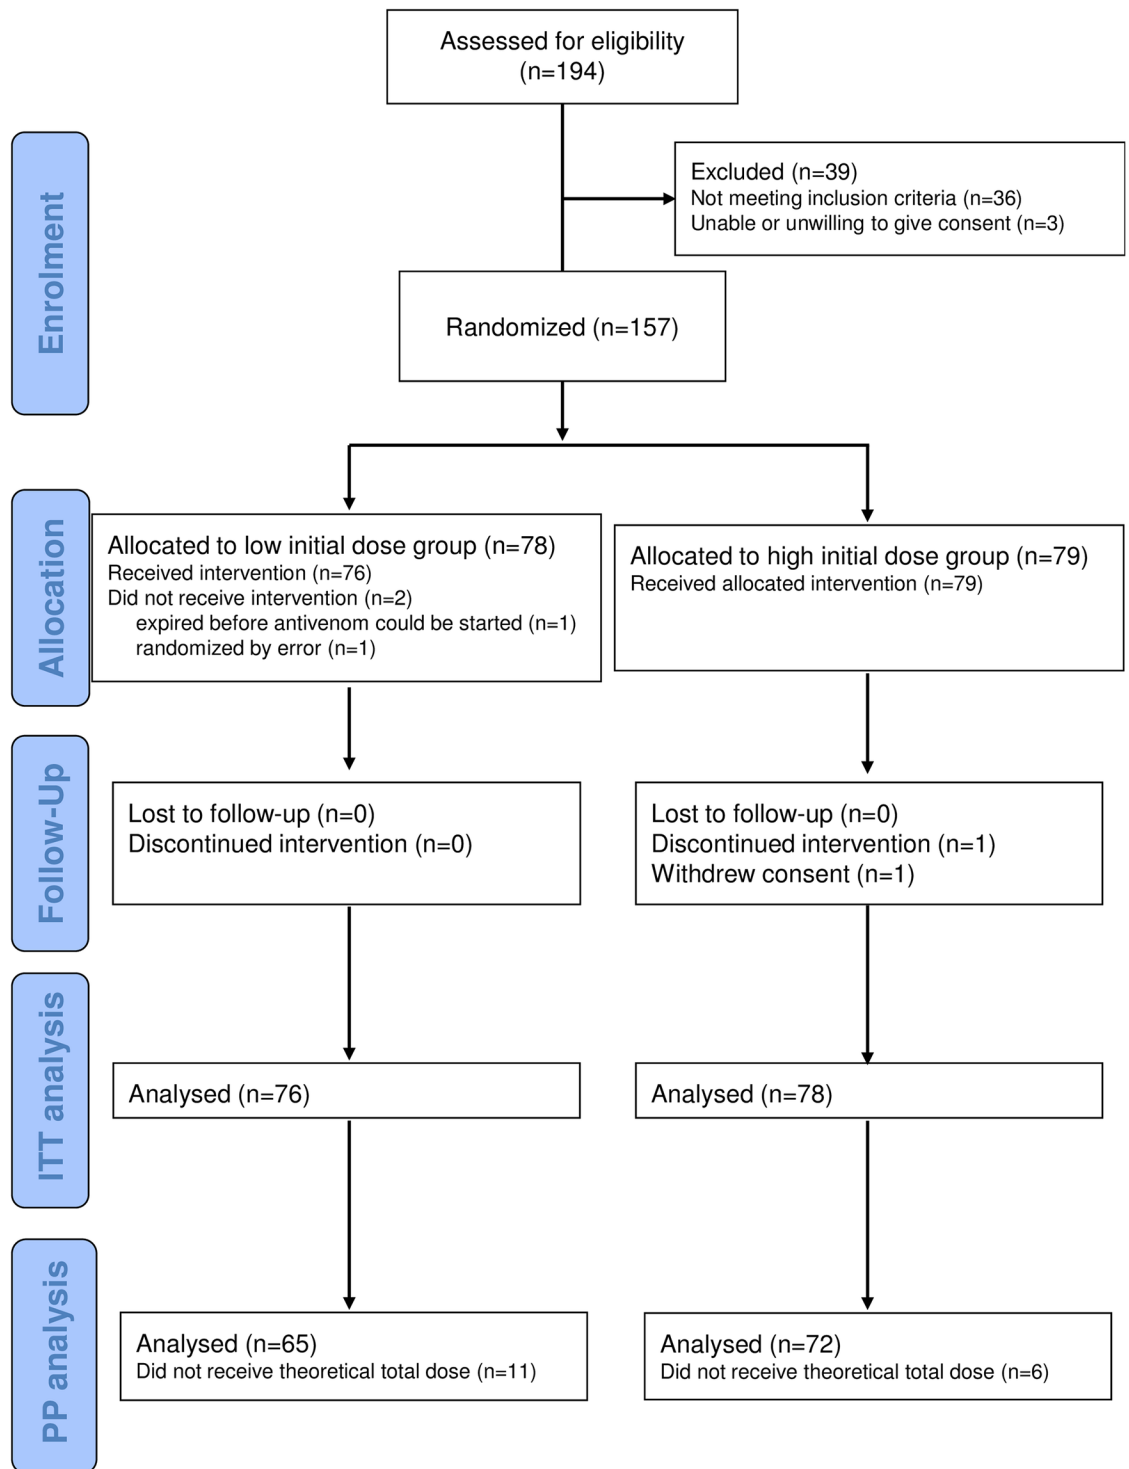 Assessed for eligibility
(n=194)
Enrolment
Excluded (n=39)
Not meeting inclusion criteria (n=36)
Unable or unwilling to give consent (n=3)
Randomized (n=157)
Allocation
Allocated to low initial dose group (n=78)
Received intervention (n=76)
Did not receive intervention (n=2)
expired before antivenom could be started (n=1)
randomized by error (n=1)
Allocated to high initial dose group (n=79)
Received allocated intervention (n=79)
Follow-Up
Lost to follow-up (n=0)
Discontinued intervention (n=0)
Lost to follow-up (n=0)
Discontinued intervention (n=1)
Withdrew consent (n=1)
ITT analysis
Analysed (n=76)
Analysed (n=78)
PP analysis
Analysed (n=65)
Did not receive theoretical total dose (n=11)
Analysed (n=72)
Did not receive theoretical total dose (n=6)